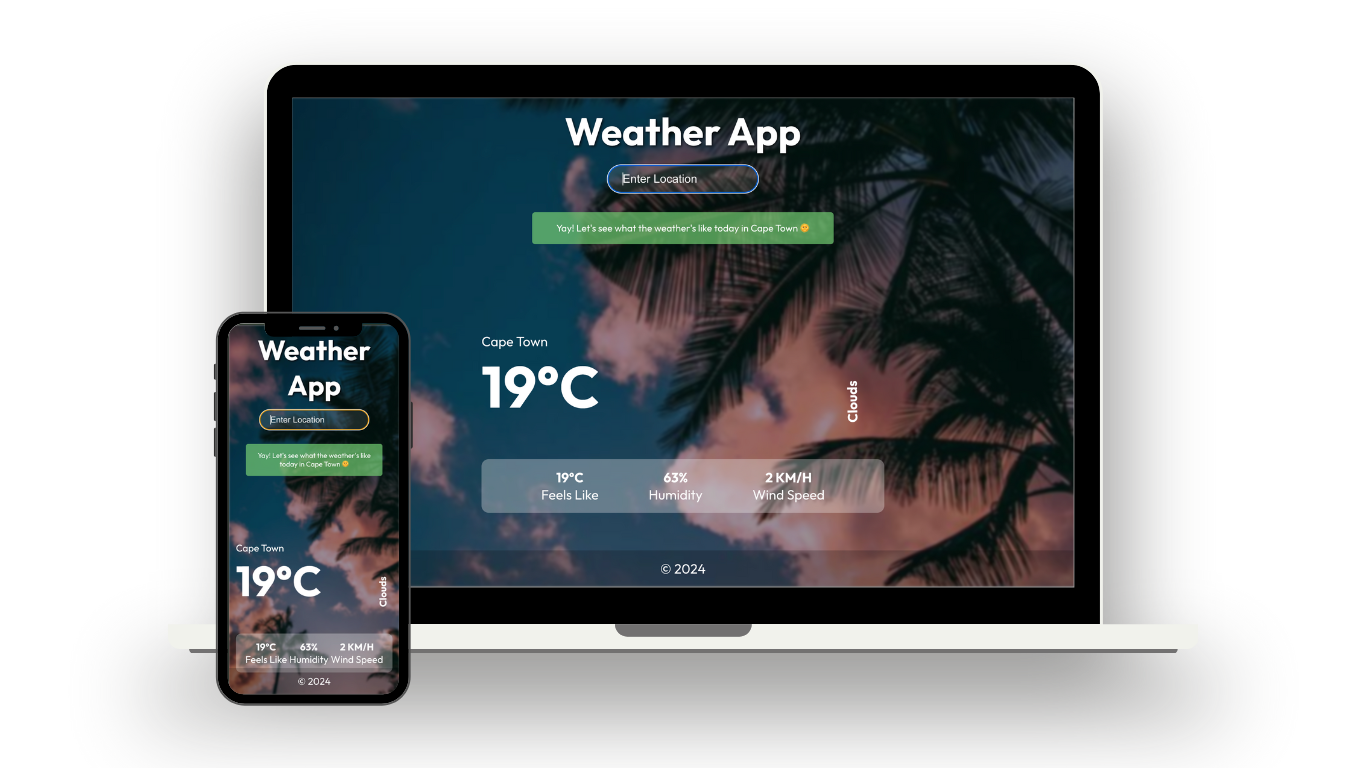 Weather App
Enter Location
Yay! Let's see what the weather's like today in Cape Town 🌞
Cape Town
19°C
Clouds
19°C 63% 2 KM/H
Feels Like Humidity Wind Speed
© 2024
Weather
App
Enter Location
Yay! Let's see what the weather's like
today in Cape Town 🌞
Cape Town
19°C
Clouds
19°C 63% 2 KM/H
Feels Like Humidity Wind Speed
© 2024